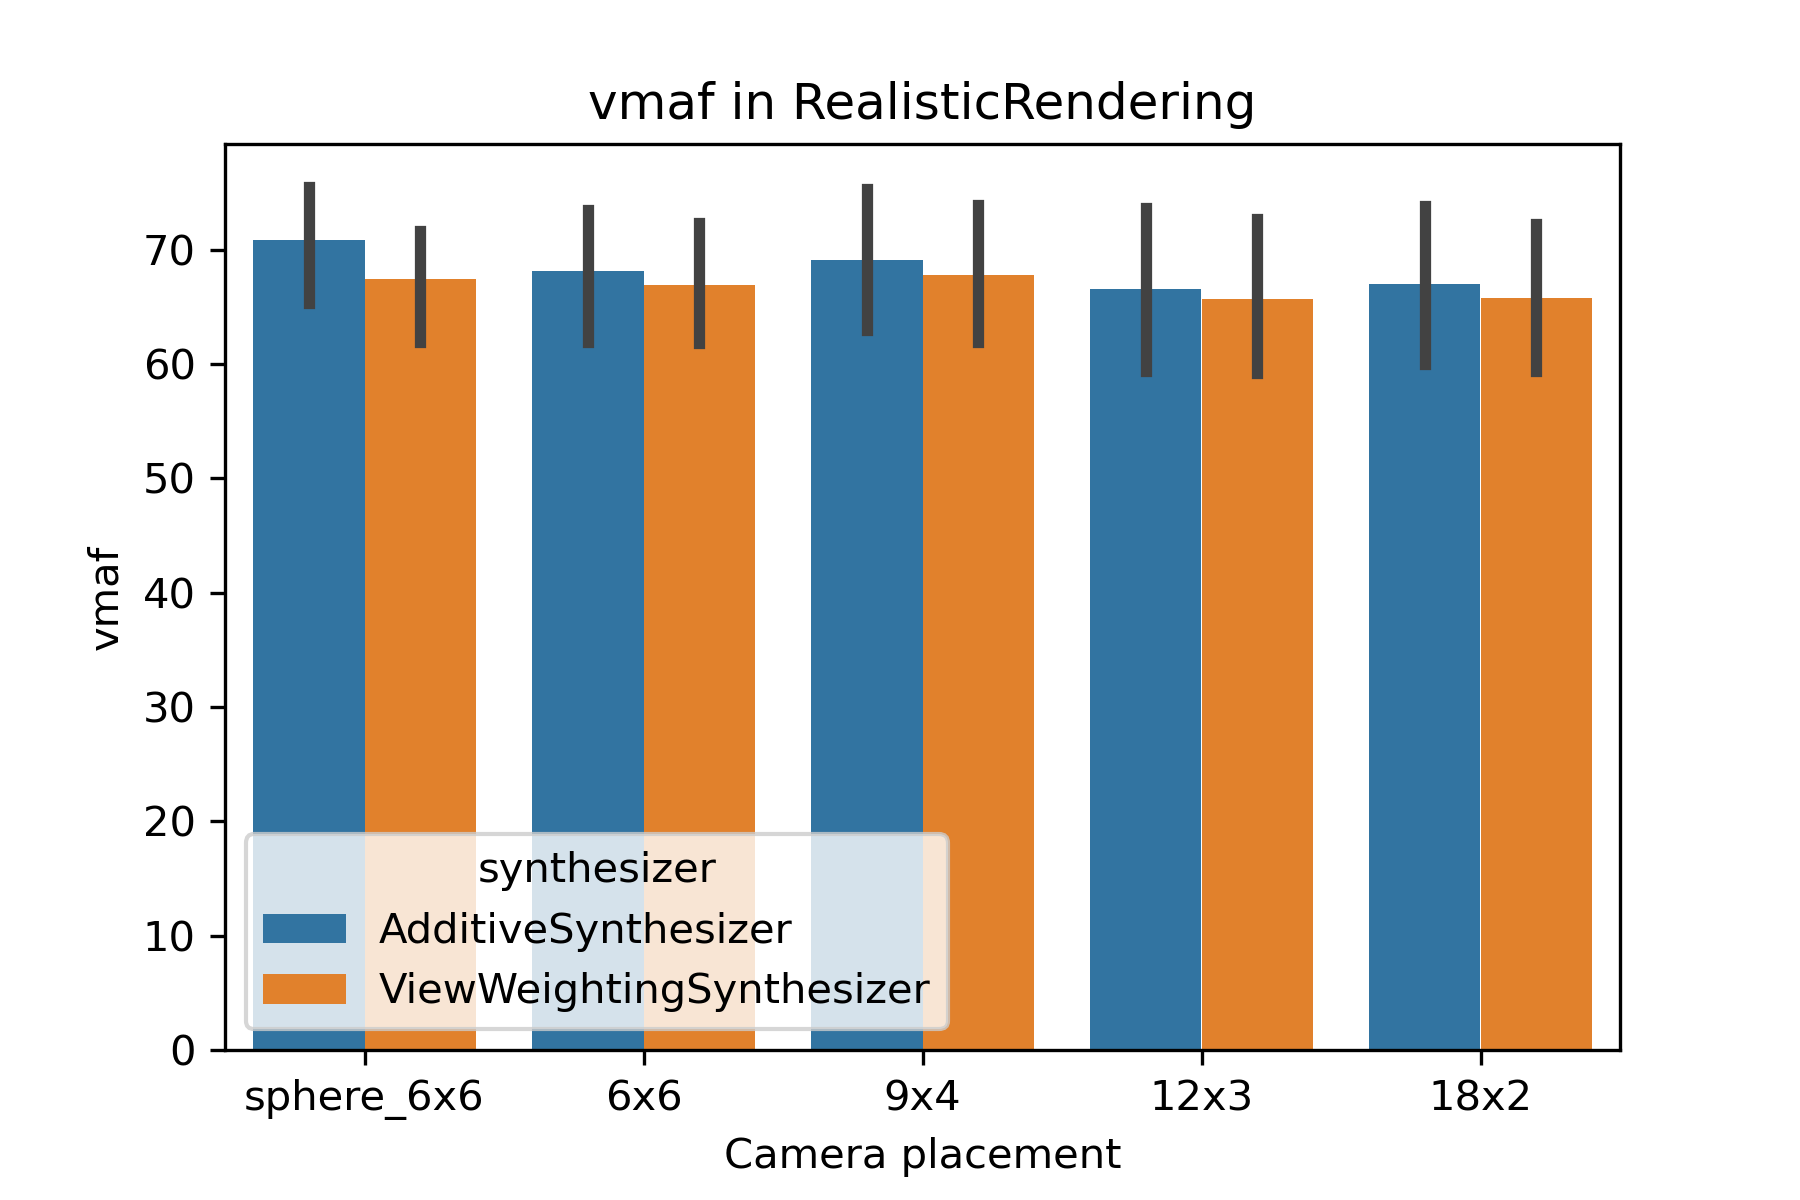 vmaf in RealisticRendering
vmaf
70
60
50
40
30
20
10
0
synthesizer
AdditiveSynthesizer
ViewWeightingSynthesizer
sphere_6x6 6x6 9x4 12x3 18x2
Camera placement